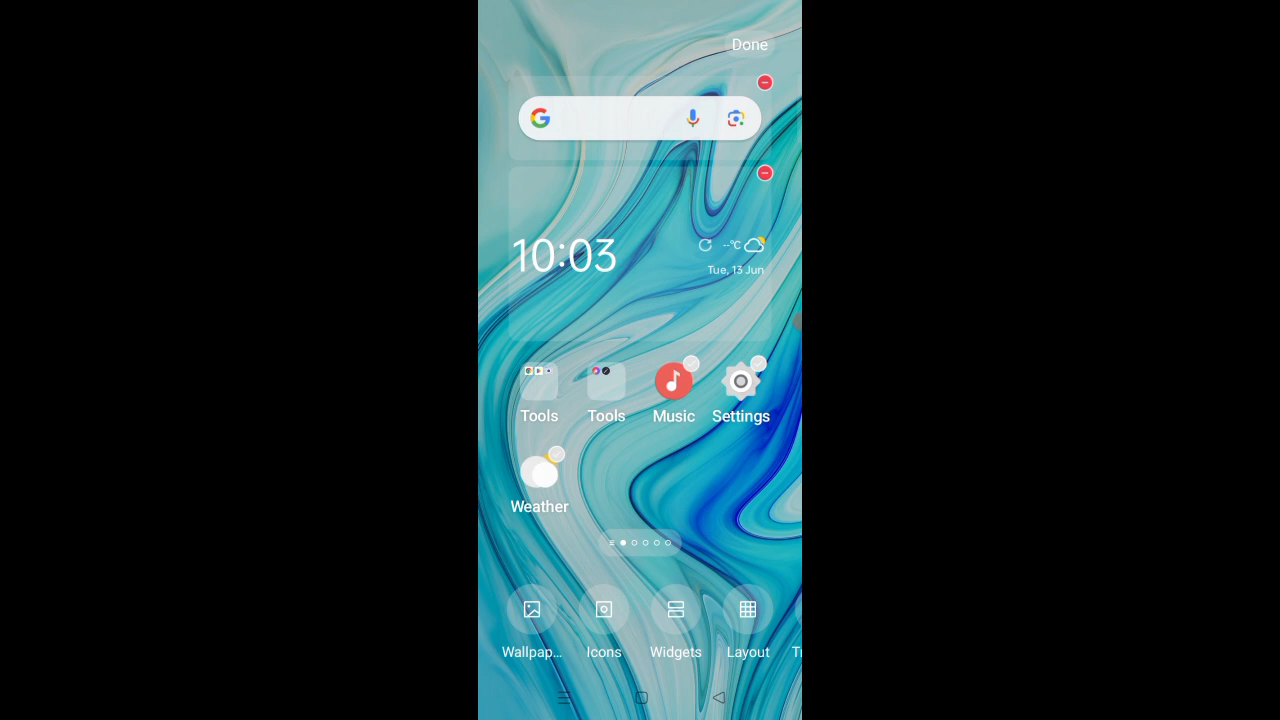 Done
10:03
--°C
Tue, 13 Jun
Tools Tools Music Settings
Weather
Wallpap... Icons Widgets Layout